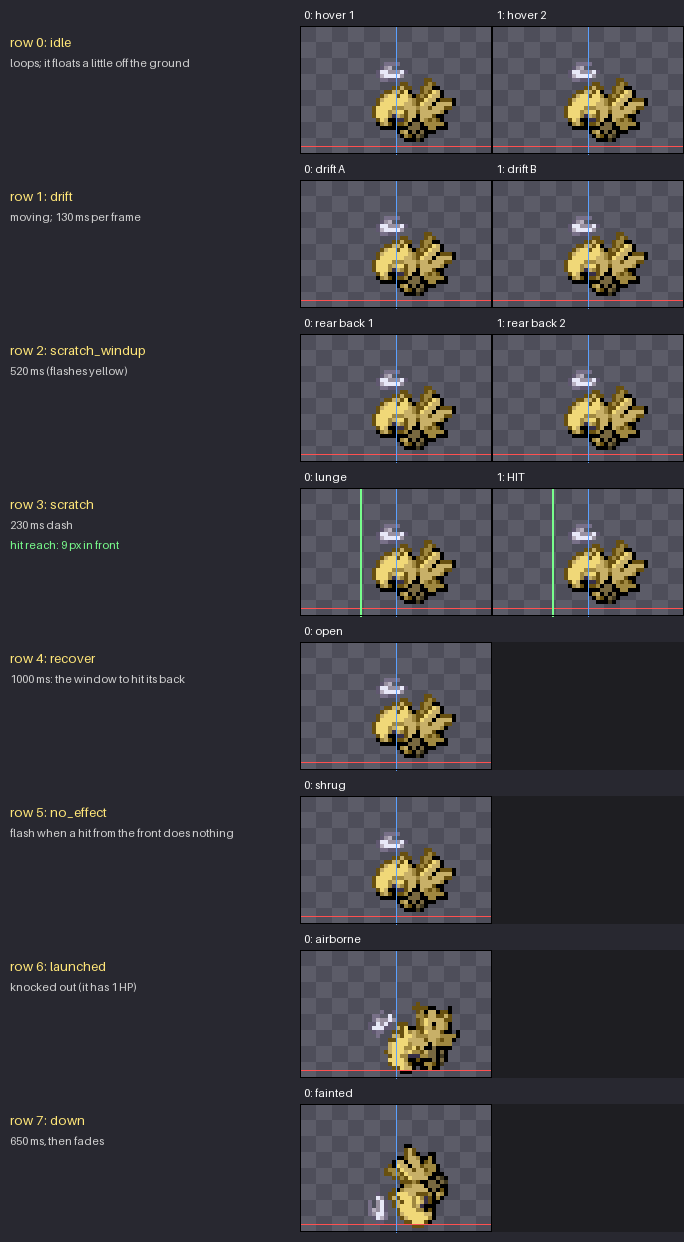 0: hover 1
1: hover 2
row 0: idle
loops; it floats a little off the ground
0: drift A
1: drift B
row 1: drift
moving; 130 ms per frame
0: rear back 1
1: rear back 2
row 2: scratch_windup
520 ms (flashes yellow)
0: lunge
1: HIT
row 3: scratch
230 ms dash
hit reach: 9 px in front
0: open
row 4: recover
1000 ms: the window to hit its back
0: shrug
row 5: no_effect
flash when a hit from the front does nothing
0: airborne
row 6: launched
knocked out (it has 1 HP)
0: fainted
row 7: down
650 ms, then fades